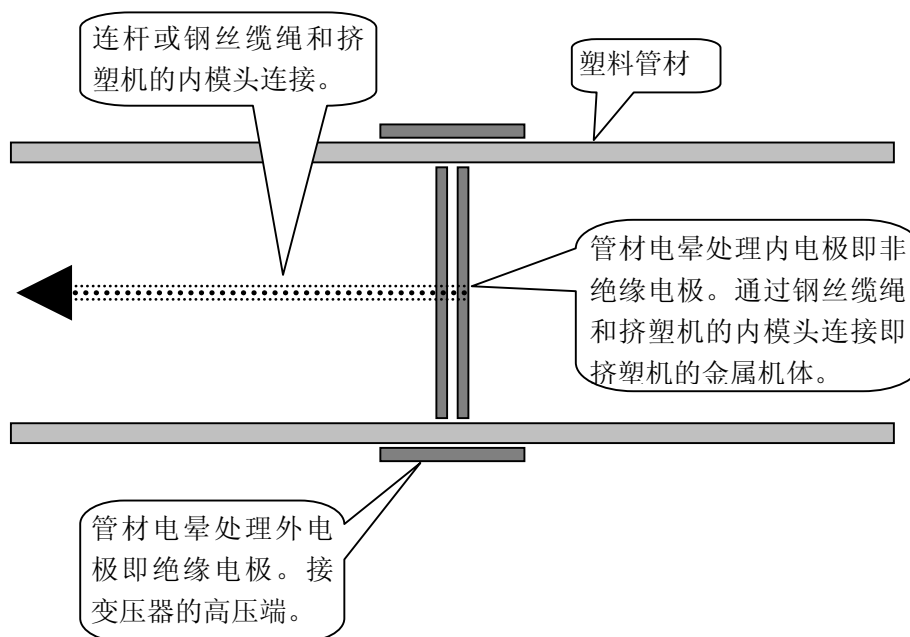 连杆或钢丝缆绳和挤
塑机的内模头连接。
塑料管材
管材电晕处理内电极即非
绝缘电极。通过钢丝缆绳
和挤塑机的内模头连接即
挤塑机的金属机体。
管材电晕处理外电
极即绝缘电极。接
变压器的高压端。